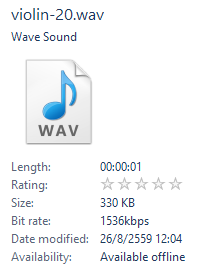 violin-20.wav
Wave Sound
WAV
Length: 00:00:01
Rating:
Size: 330 KB
Bit rate: 1536kbps
Date modified: 26/8/2559 12:04
Availability: Available offline